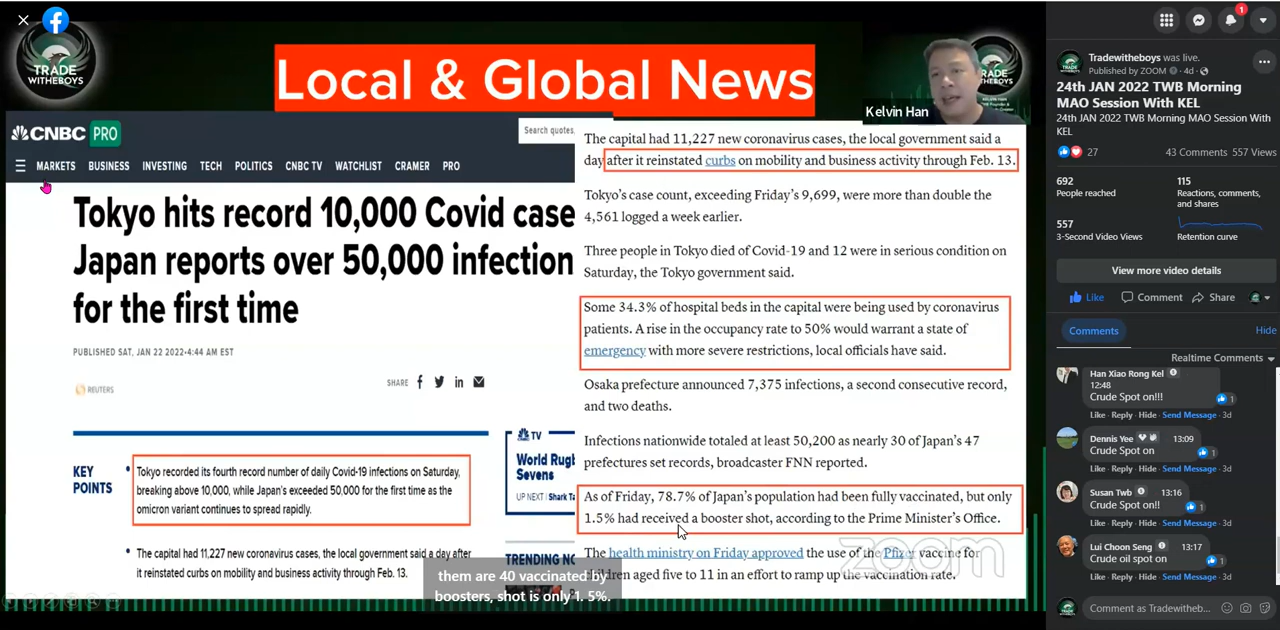 TRADE
WITHEBOYS
Local & Global News
Kelvin Han
CNBC PRO
Search quotes,
MARKETS BUSINESS INVESTING TECH POLITICS CNBC TV WATCHLIST CRAMER PRO
Tokyo hits record 10,000 Covid case
Japan reports over 50,000 infection
for the first time
PUBLISHED SAT, JAN 22 2022•4:44 AM EST
REUTERS
SHARE
KEY
POINTS
Tokyo recorded its fourth record number of daily Covid-19 infections on Saturday,
breaking above 10,000, while Japan's exceeded 50,000 for the first time as the
omicron variant continues to spread rapidly.
The capital had 11,227 new coronavirus cases, the local government said a day after
it reinstated curbs on mobility and business activity through Feb. 13.
TV
World Rugb
Sevens
UP NEXT | Shark Ta
TRENDING NO
The capital had 11,227 new coronavirus cases, the local government said a
day after it reinstated curbs on mobility and business activity through Feb. 13.
Tokyo's case count, exceeding Friday's 9,699, were more than double the
4,561 logged a week earlier.
Three people in Tokyo died of Covid-19 and 12 were in serious condition on
Saturday, the Tokyo government said.
Some 34.3% of hospital beds in the capital were being used by coronavirus
patients. A rise in the occupancy rate to 50% would warrant a state of
emergency with more severe restrictions, local officials have said.
Osaka prefecture announced 7,375 infections, a second consecutive record,
and two deaths.
Infections nationwide totaled at least 50,200 as nearly 30 of Japan's 47
prefectures set records, broadcaster FNN reported.
As of Friday, 78.7% of Japan's population had been fully vaccinated, but only
1.5% had received a booster shot, according to the Prime Minister's Office.
The health ministry on Friday approved the use of the Pfizer vaccine for
children aged five to 11 in an effort to ramp up the vaccination rate.
zoom
them are 40 vaccinated by
boosters, shot is only 1. 5%.
1
Tradewitheboys was live.
Published by ZOOM · 4d ·
24th JAN 2022 TWB Morning
MAO Session With KEL
24th JAN 2022 TWB Morning MAO Session With
KEL
27 43 Comments 557 Views
692 115
People reached Reactions, comments,
and shares
557
3-Second Video Views Retention curve
View more video details
Like Comment Share
Comments Hide
Realtime Comments
Han Xiao Rong Kel
12:48
Crude Spot on!!!
1
Like · Reply · Hide · Send Message · 3d
Dennis Yee 13:09
Crude Spot on
1
Like · Reply · Hide · Send Message · 3d
Susan Twb 13:16
Crude Spot on!!
1
Like · Reply · Hide · Send Message · 3d
Lui Choon Seng 13:17
Crude oil spot on
1
Like · Reply · Hide · Send Message · 3d
Comment as Tradewitheb...